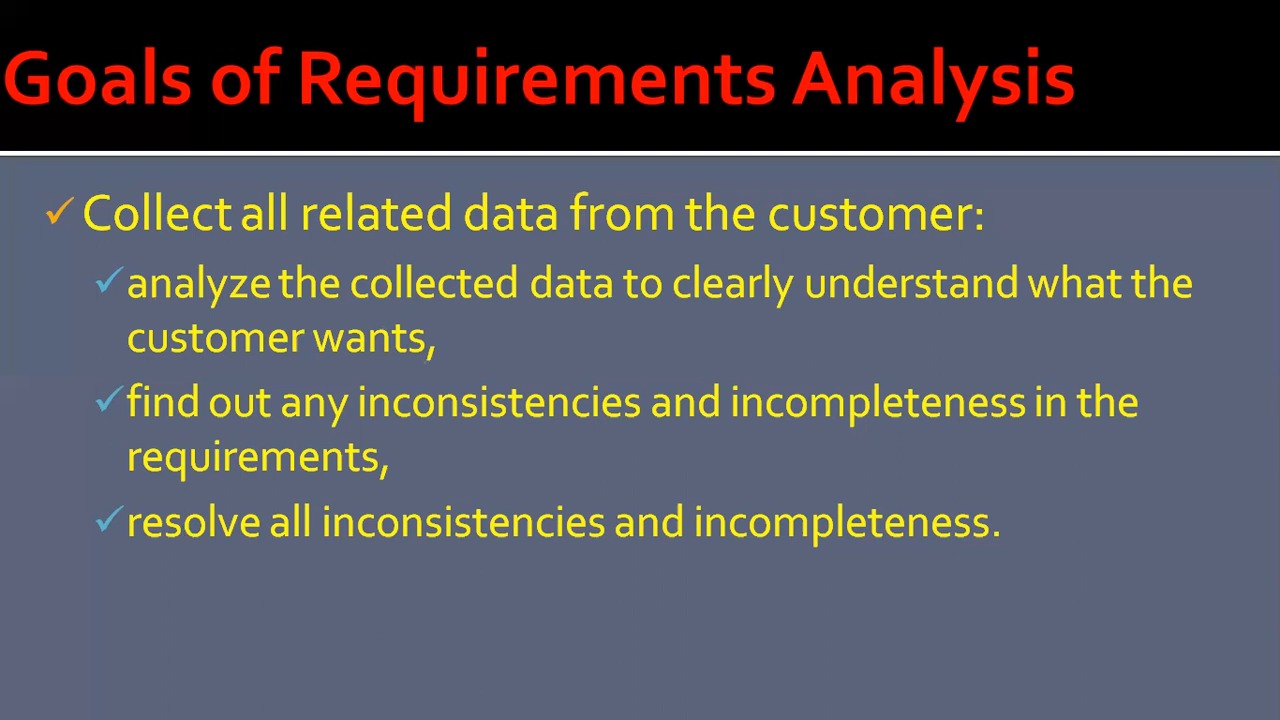 Goals of Requirements Analysis
Collect all related data from the customer:
analyze the collected data to clearly understand what the
customer wants,
find out any inconsistencies and incompleteness in the
requirements,
resolve all inconsistencies and incompleteness.